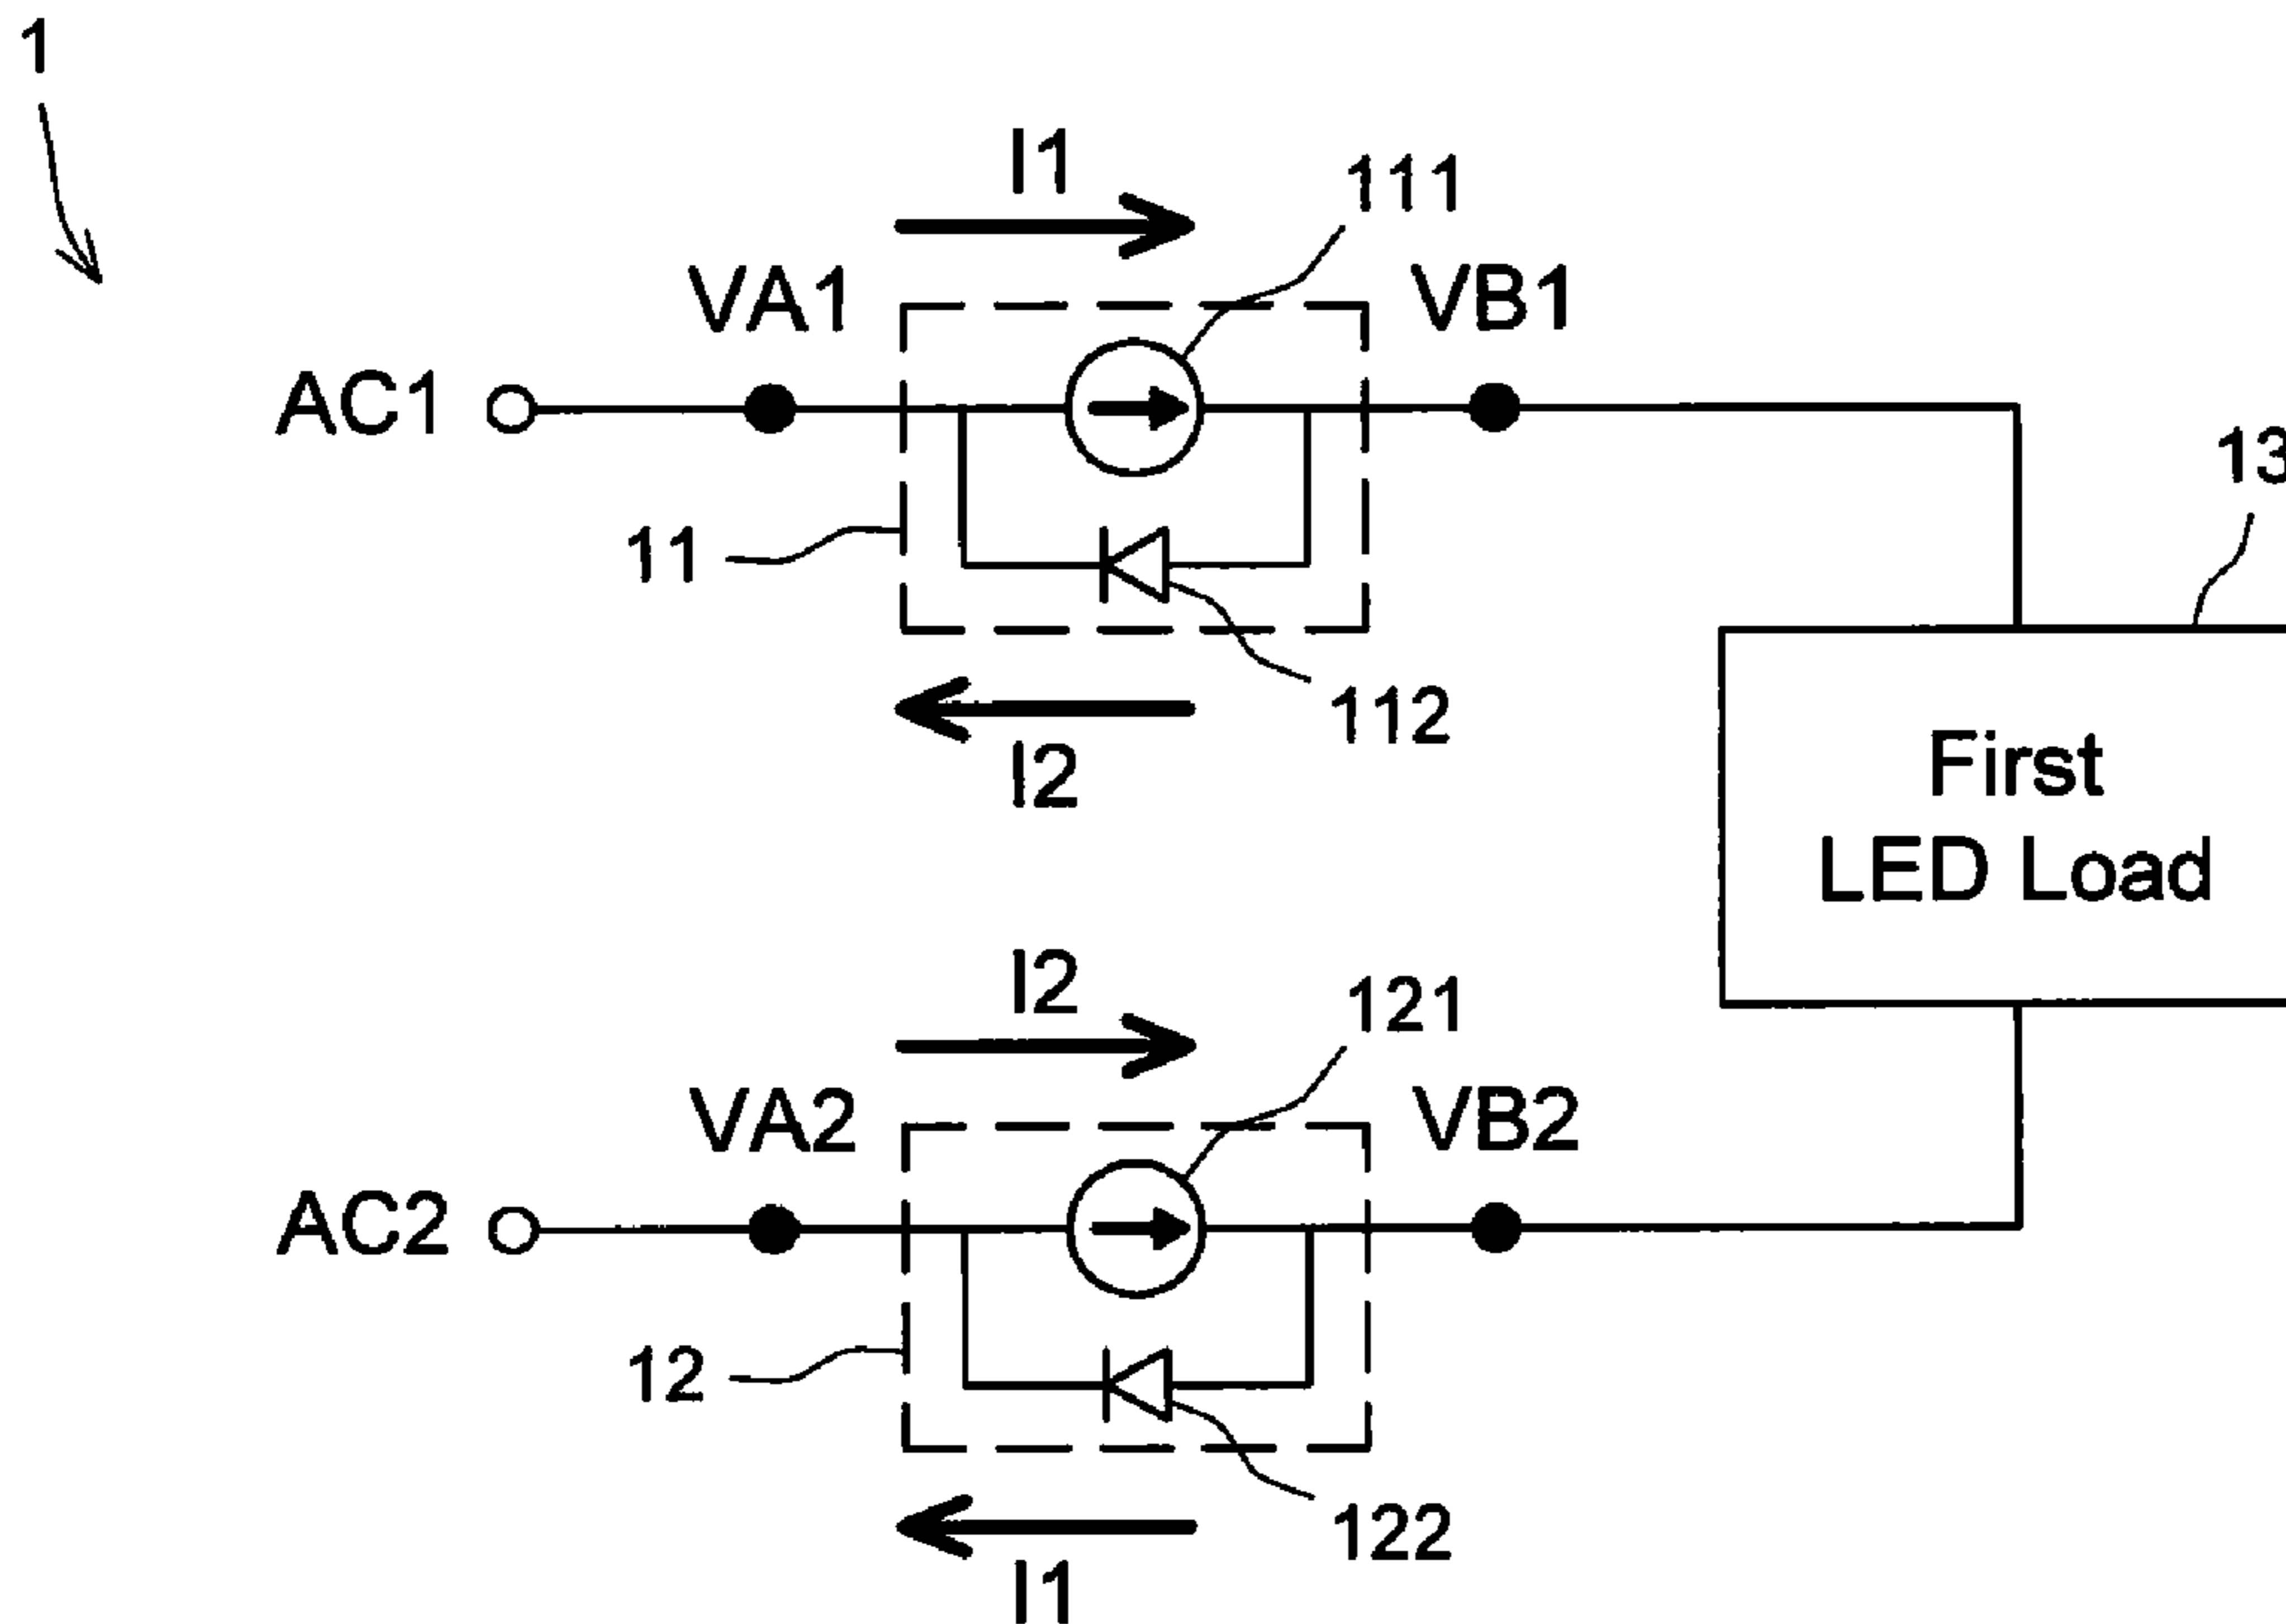 1
I1
111
VA1
VB1
AC1
13
11
112
I2
First
LED Load
I2
121
VA2
VB2
AC2
12
122
I1